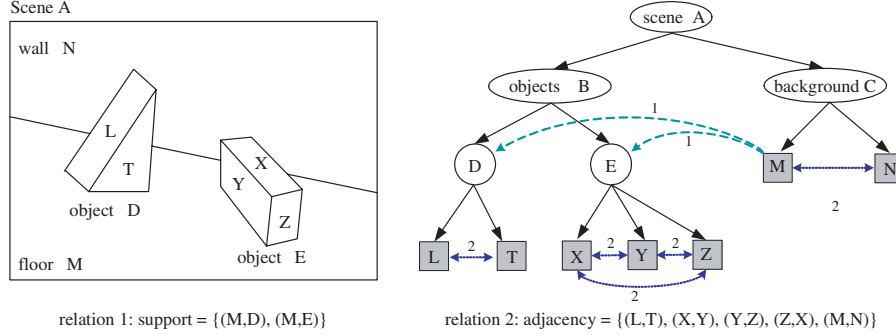 Scene A
wall N
L
T
object D
X
Y
Z
object E
floor M
relation 1: support = {(M,D), (M,E)}
scene A
objects B
background C
1
1
D
E
M
N
2
L
2
T
X
2
Y
2
Z
2
relation 2: adjacency = {(L,T), (X,Y), (Y,Z), (Z,X), (M,N)}